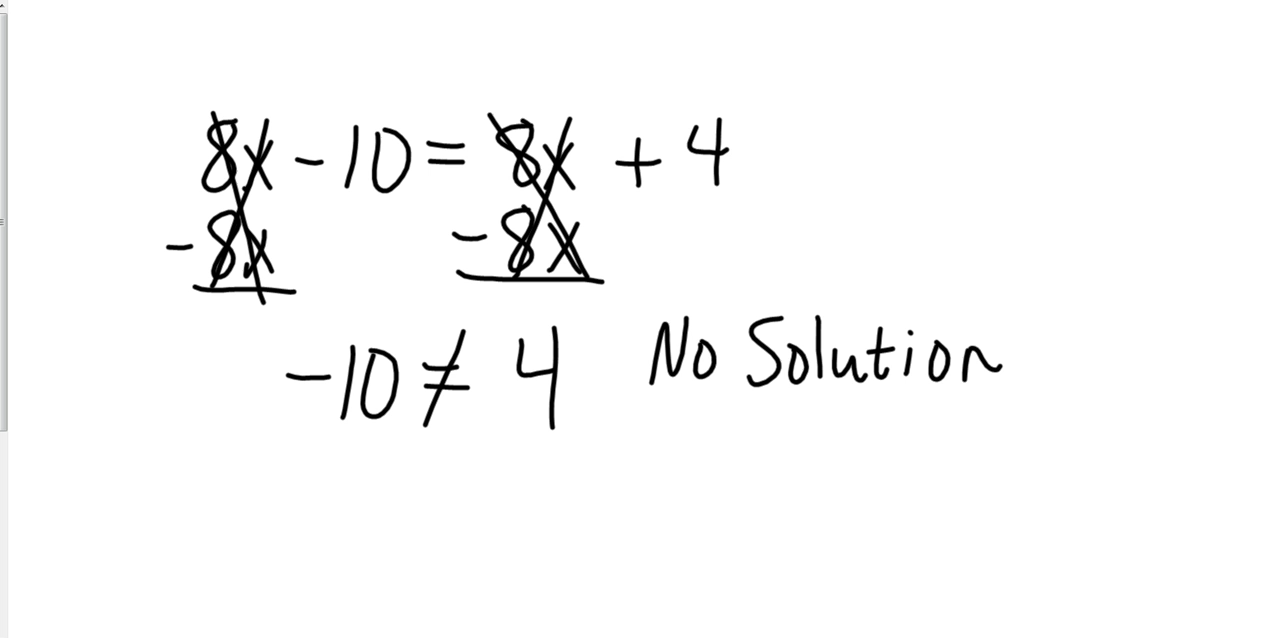 8x - 10 = 8x + 4
- 8x - 8x
-10 ≠ 4 No Solution